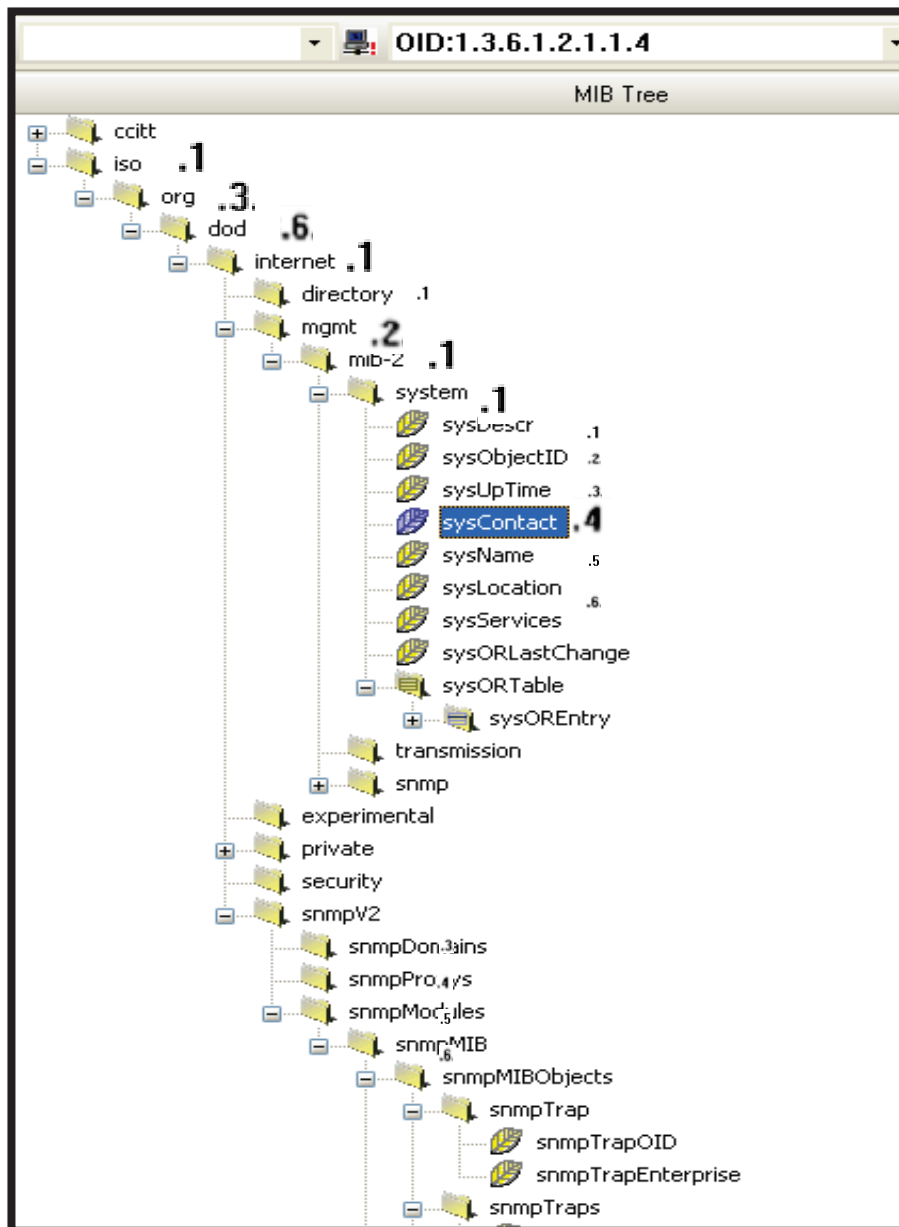 OID:1.3.6.1.2.1.1.4
MIB Tree
ccitt
iso .1
org .3.
dod .6.
internet .1
directory .1
mgmt .2.
mib-2 .1
system .1
sysDescr .1
sysObjectID .2.
sysUpTime .3.
sysContact .4
sysName .5
sysLocation .6.
sysServices
sysORLastChange
sysORTable
sysOREntry
transmission
snmp
experimental
private
security
snmpV2
snmpDomains .3.
snmpProxys .4.
snmpModules .5
snmpMIB .6.
snmpMIBObjects
snmpTrap
snmpTrapOID
snmpTrapEnterprise
snmpTraps